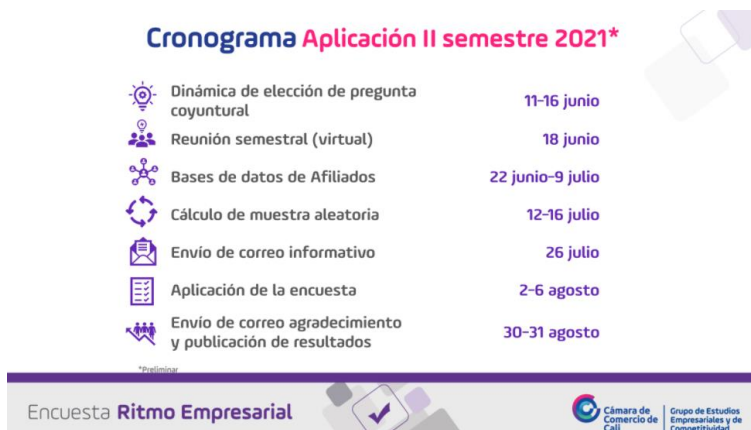 Cronograma Aplicación II semestre 2021*
Dinámica de elección de pregunta
coyuntural
11-16 junio
Reunión semestral (virtual)
18 junio
Bases de datos de Afiliados
22 junio-9 julio
Cálculo de muestra aleatoria
12-16 julio
Envío de correo informativo
26 julio
Aplicación de la encuesta
2-6 agosto
Envío de correo agradecimiento
y publicación de resultados
30-31 agosto
*Preliminar
Encuesta Ritmo Empresarial
Cámara de
Comercio de
Cali
Grupo de Estudios
Empresariales y de
Competitividad